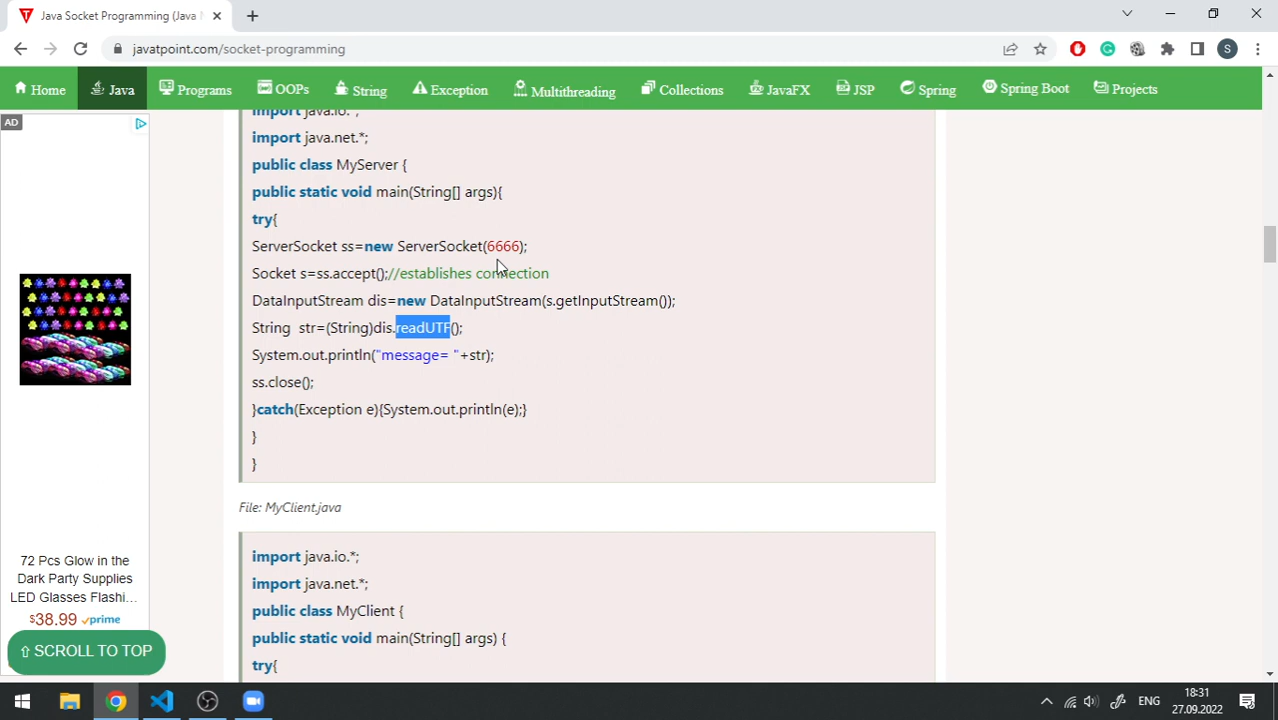 Java Socket Programming (Java
javatpoint.com/socket-programming
S
Home Java Programs OOPs String Exception Multithreading Collections JavaFX JSP Spring Spring Boot Projects
AD
import java.io.*;
import java.net.*;
public class MyServer {
public static void main(String[] args){
try{
ServerSocket ss=new ServerSocket(6666);
Socket s=ss.accept();//establishes connection
DataInputStream dis=new DataInputStream(s.getInputStream());
String  str=(String)dis.readUTF();
System.out.println("message= "+str);
ss.close();
}catch(Exception e){System.out.println(e);}
}
}
File: MyClient.java
import java.io.*;
import java.net.*;
public class MyClient {
public static void main(String[] args) {
try{
72 Pcs Glow in the
Dark Party Supplies
LED Glasses Flashi...
$38.99 prime
⇧ SCROLL TO TOP
ENG
18:31
27.09.2022